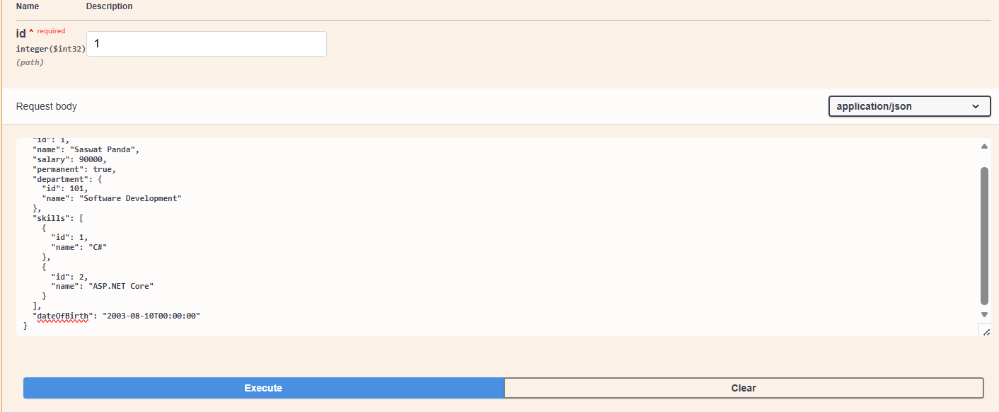 Name Description
id * required
integer($int32)
1
(path)
Request body
application/json
"id": 1,
"name": "Saswat Panda",
"salary": 90000,
"permanent": true,
"department": {
"id": 101,
"name": "Software Development"
},
"skills": [
{
"id": 1,
"name": "C#"
},
{
"id": 2,
"name": "ASP.NET Core"
}
],
"dateOfBirth": "2003-08-10T00:00:00"
}
Execute Clear